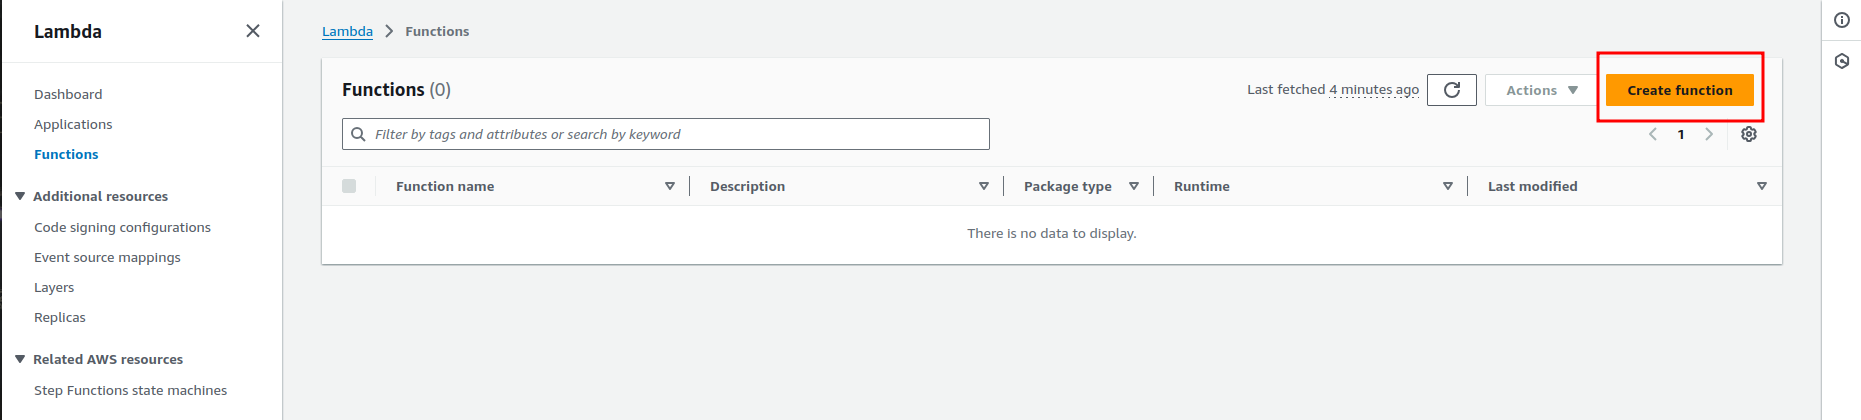 Lambda
Dashboard
Applications
Functions
Additional resources
Code signing configurations
Event source mappings
Layers
Replicas
Related AWS resources
Step Functions state machines
Lambda Functions
Functions (0)
Last fetched 4 minutes ago Actions Create function
Filter by tags and attributes or search by keyword
1
Function name Description Package type Runtime Last modified
There is no data to display.